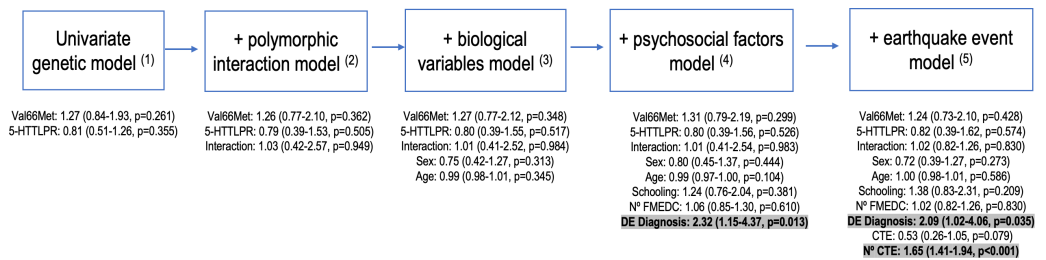 Univariate
genetic model (1)
Val66Met: 1.27 (0.84-1.93, p=0.261)
5-HTTLPR: 0.81 (0.51-1.26, p=0.355)
+ polymorphic
interaction model (2)
Val66Met: 1.26 (0.77-2.10, p=0.362)
5-HTTLPR: 0.79 (0.39-1.53, p=0.505)
Interaction: 1.03 (0.42-2.57, p=0.949)
+ biological
variables model (3)
Val66Met: 1.27 (0.77-2.12, p=0.348)
5-HTTLPR: 0.80 (0.39-1.55, p=0.517)
Interaction: 1.01 (0.41-2.52, p=0.984)
Sex: 0.75 (0.42-1.27, p=0.313)
Age: 0.99 (0.98-1.01, p=0.345)
+ psychosocial factors
model (4)
Val66Met: 1.31 (0.79-2.19, p=0.299)
5-HTTLPR: 0.80 (0.39-1.56, p=0.526)
Interaction: 1.01 (0.41-2.54, p=0.983)
Sex: 0.80 (0.45-1.37, p=0.444)
Age: 0.99 (0.97-1.00, p=0.104)
Schooling: 1.24 (0.76-2.04, p=0.381)
Nº FMEDC: 1.06 (0.85-1.30, p=0.610)
DE Diagnosis: 2.32 (1.15-4.37, p=0.013)
+ earthquake event
model (5)
Val66Met: 1.24 (0.73-2.10, p=0.428)
5-HTTLPR: 0.82 (0.39-1.62, p=0.574)
Interaction: 1.02 (0.82-1.26, p=0.830)
Sex: 0.72 (0.39-1.27, p=0.273)
Age: 1.00 (0.98-1.01, p=0.586)
Schooling: 1.38 (0.83-2.31, p=0.209)
Nº FMEDC: 1.02 (0.82-1.26, p=0.830)
DE Diagnosis: 2.09 (1.02-4.06, p=0.035)
CTE: 0.53 (0.26-1.05, p=0.079)
Nº CTE: 1.65 (1.41-1.94, p<0.001)